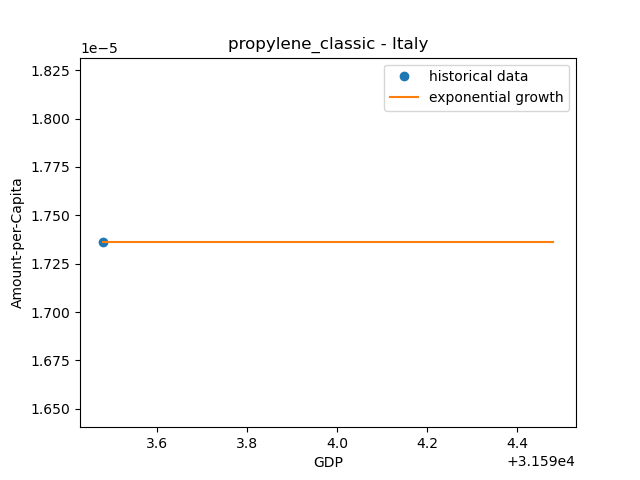 propylene_classic - Italy
1e−5
historical data
exponential growth
1.825
1.800
1.775
1.750
1.725
1.700
1.675
1.650
Amount-per-Capita
3.6 3.8 4.0 4.2 4.4
GDP
+3.159e4